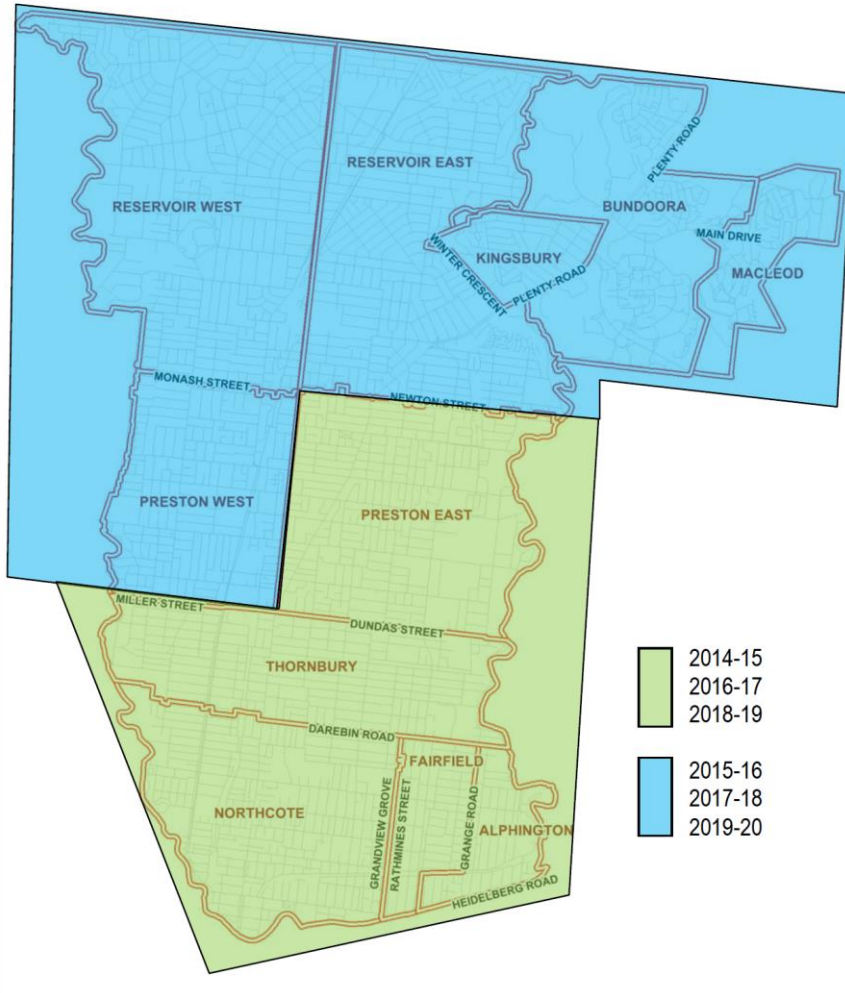 PLENTY ROAD
RESERVOIR EAST
RESERVOIR WEST
BUNDOORA
MAIN DRIVE
KINGSBURY
WINTER CRESCENT
PLENTY ROAD
MACLEOD
MONASH STREET
NEWTON STREET
PRESTON WEST
PRESTON EAST
MILLER STREET
DUNDAS STREET
THORNBURY
2014-15
2016-17
2018-19
DAREBIN ROAD
FAIRFIELD
2015-16
2017-18
2019-20
NORTHCOTE
GRANDVIEW GROVE
RATHMINES STREET
GRANGE ROAD
ALPHINGTON
HEIDELBERG ROAD